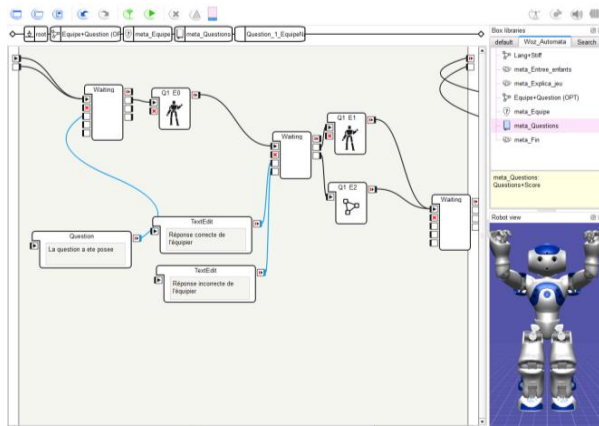 root
Equipe+Question (OF
meta_Equipe
meta_Questions
Question_1_EquipeN
Box libraries
default
Woz_Automata
Search
Lang+Stiff
meta_Entree_enfants
meta_Explica_jeu
Equipe+Question (OPT)
meta_Equipe
meta_Questions
meta_Fin
meta_Questions:
Questions+Score
Robot view
Waiting
Q1 E0
Waiting
Q1 E1
Q1 E2
Waiting
Question
La question a ete posee
TextEdit
Réponse correcte de
l'équipier
TextEdit
Réponse incorrecte de
l'équipier